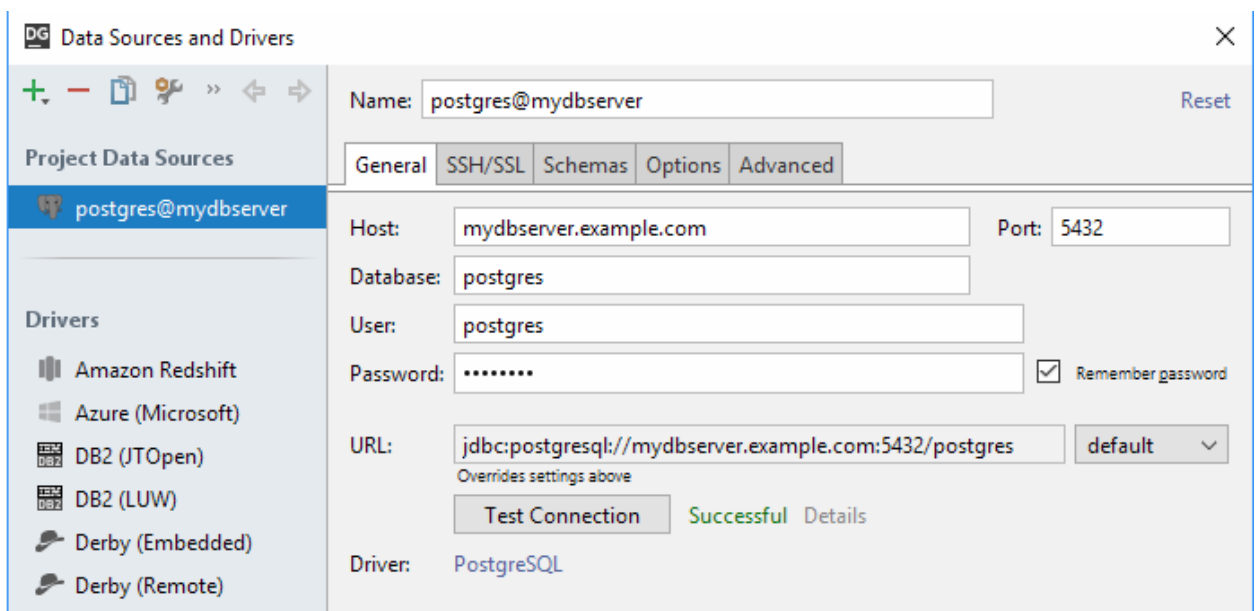 DG Data Sources and Drivers
Name: postgres@mydbserver Reset
Project Data Sources
General SSH/SSL Schemas Options Advanced
postgres@mydbserver
Host: mydbserver.example.com Port: 5432
Database: postgres
Drivers
User: postgres
Amazon Redshift
Password: •••••••• Remember password
Azure (Microsoft)
URL: jdbc:postgresql://mydbserver.example.com:5432/postgres default
DB2 (JTOpen)
Overrides settings above
DB2 (LUW)
Test Connection Successful Details
Derby (Embedded)
Driver: PostgreSQL
Derby (Remote)